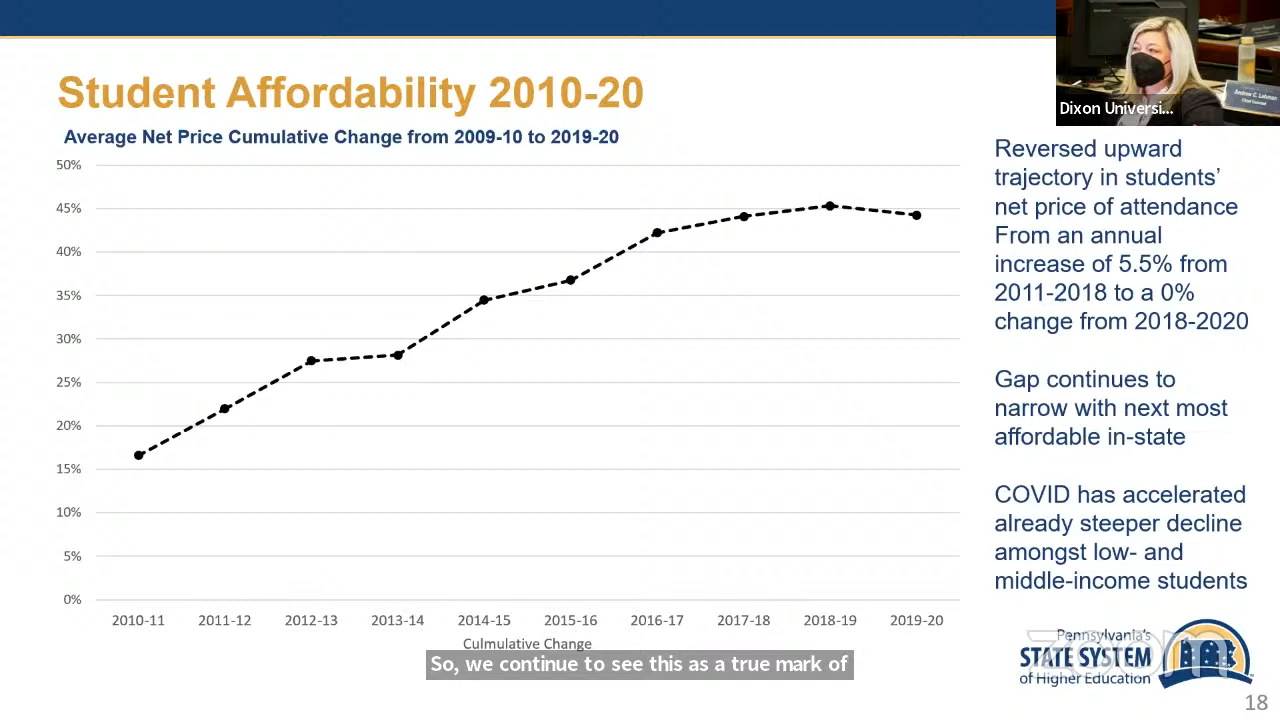 Student Affordability 2010-20
Average Net Price Cumulative Change from 2009-10 to 2019-20
50%
45%
40%
35%
30%
25%
20%
15%
10%
5%
0%
2010-11 2011-12 2012-13 2013-14 2014-15 2015-16 2016-17 2017-18 2018-19 2019-20
Culmulative Change
So, we continue to see this as a true mark of
Dixon Universi...
Andrew C. Lehman
Chief Counsel
Reversed upward
trajectory in students’
net price of attendance
From an annual
increase of 5.5% from
2011-2018 to a 0%
change from 2018-2020
Gap continues to
narrow with next most
affordable in-state
COVID has accelerated
already steeper decline
amongst low- and
middle-income students
Pennsylvania's
STATE SYSTEM
of Higher Education
zoom
18